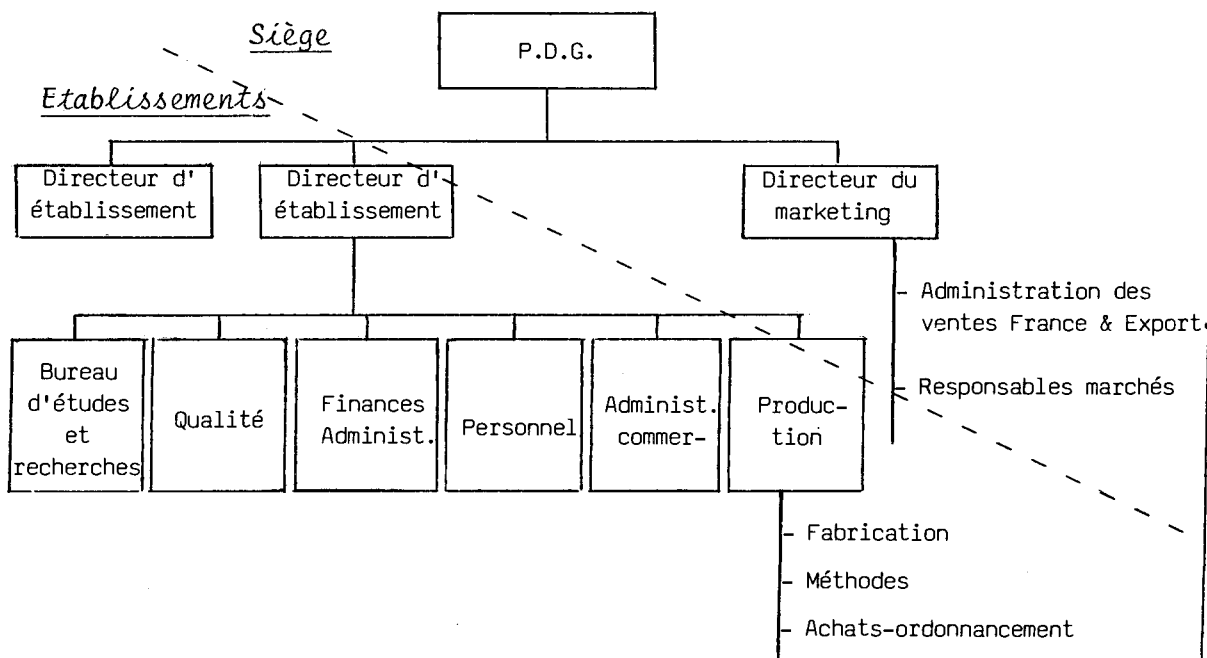 Siège
P.D.G.
Etablissements
Directeur d'
établissement
Directeur d'
établissement
Directeur du
marketing
- Administration des
ventes France & Export.
- Responsables marchés
Bureau
d'études
et
recherches
Qualité
Finances
Administ.
Personnel
Administ.
commer-
Produc-
tion
- Fabrication
- Méthodes
- Achats-ordonnancement